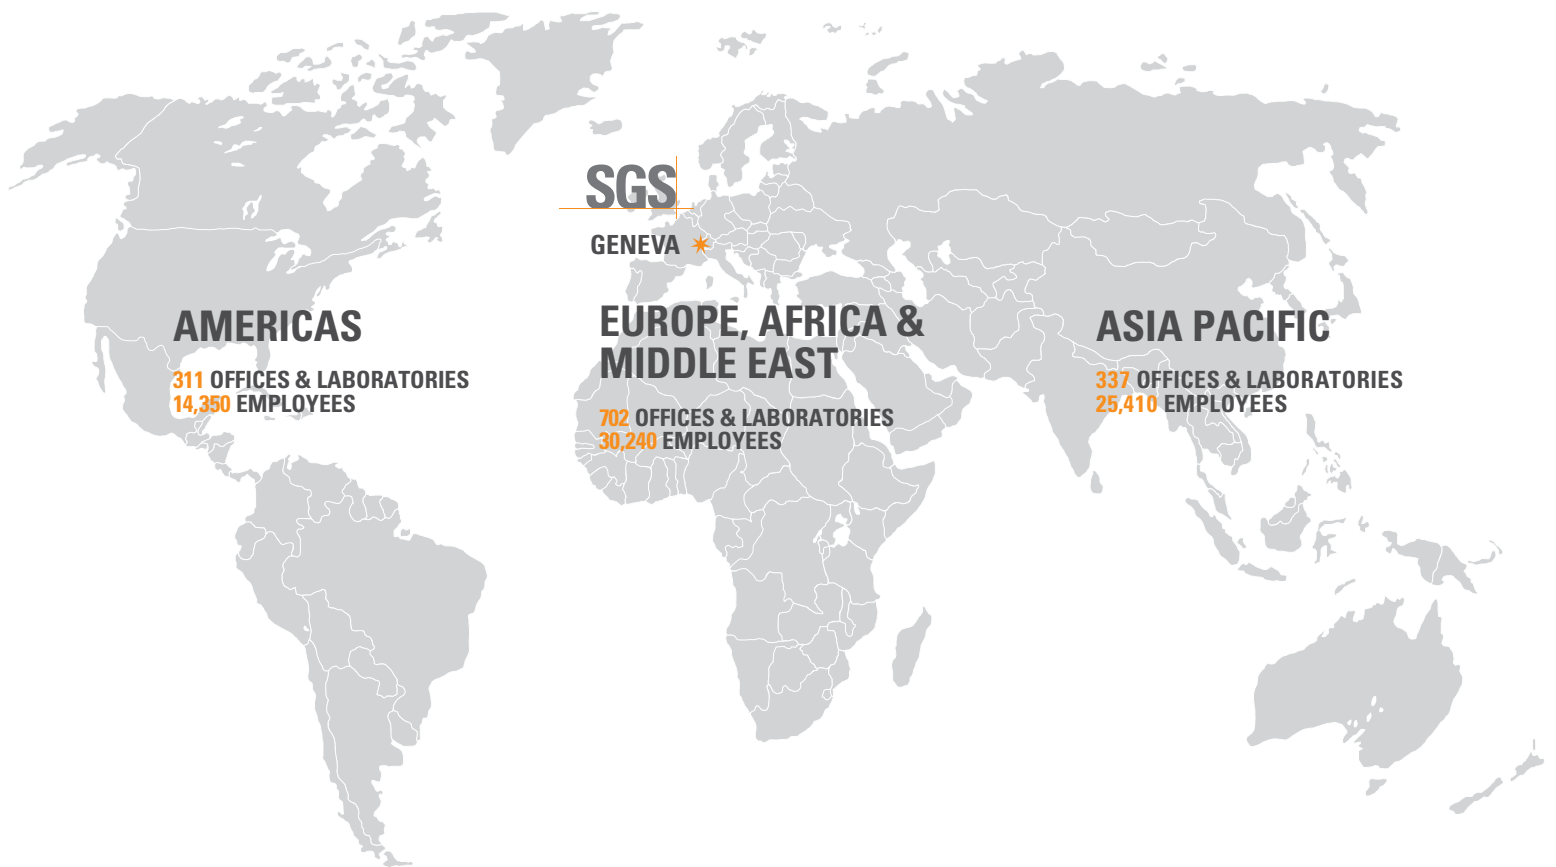 SGS
GENEVA
AMERICAS
311 OFFICES & LABORATORIES
14,350 EMPLOYEES
EUROPE, AFRICA &
MIDDLE EAST
702 OFFICES & LABORATORIES
30,240 EMPLOYEES
ASIA PACIFIC
337 OFFICES & LABORATORIES
25,410 EMPLOYEES